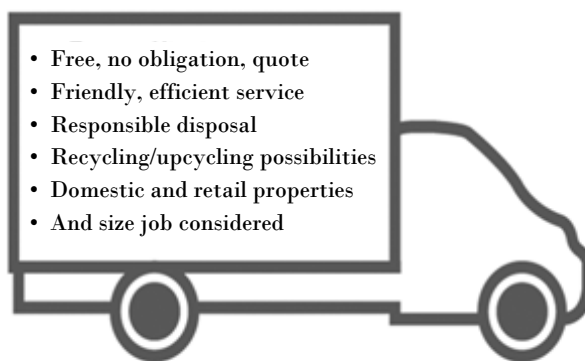 • Free, no obligation, quote
• Friendly, efficient service
• Responsible disposal
• Recycling/upcycling possibilities
• Domestic and retail properties
• And size job considered